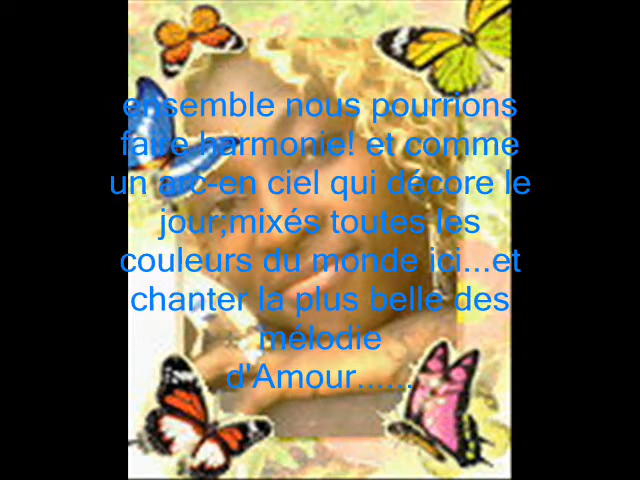 ensemble nous pourrions
faire harmonie! et comme
un arc-en ciel qui décore le
jour;mixés toutes les
couleurs du monde ici...et
chanter la plus belle des
mélodie
d'Amour......